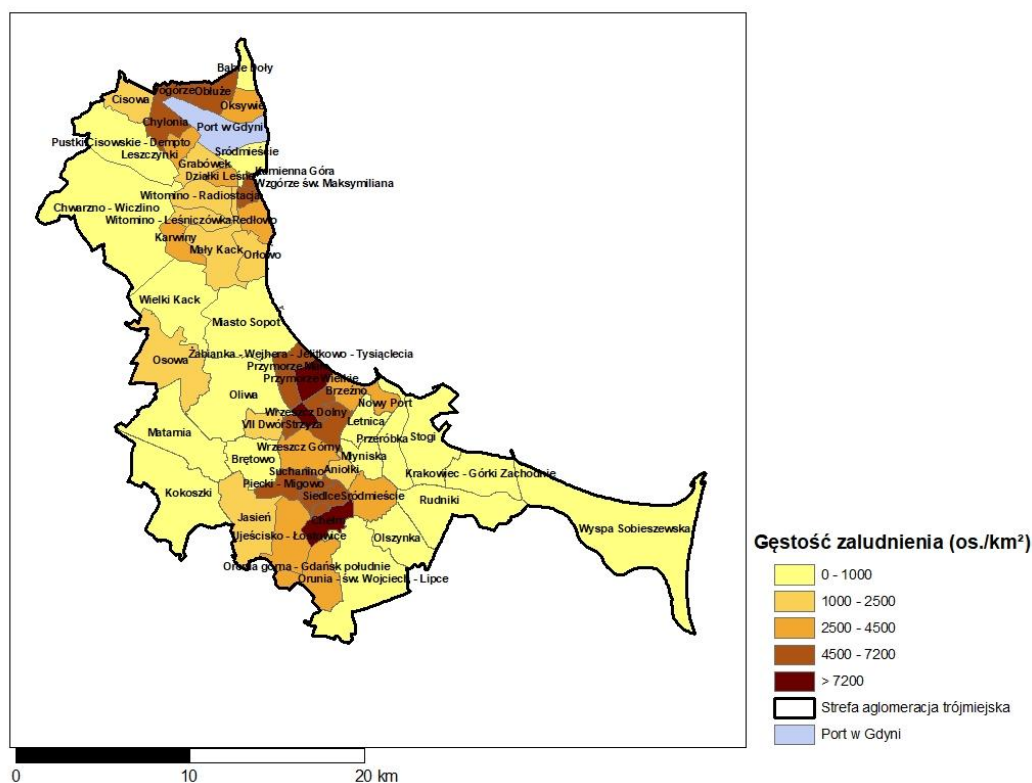 Babie Doły
Pogórze
Obłuże
Cisowa
Oksywie
Chylonia
Port w Gdyni
Pustki Cisowskie - Dempto
Leszczynki
Śródmieście
Grabówek
Działki Leśne
Kamienna Góra
Wzgórze św. Maksymiliana
Witomino - Radiostacja
Chwarzno - Wiczlino
Witomino - Leśniczówka
Redłowo
Karwiny
Mały Kack
Orłowo
Wielki Kack
Miasto Sopot
Żabianka - Wejhera - Jelitkowo - Tysiąclecia
Osowa
Przymorze Małe
Przymorze Wielkie
Brzeźno
Oliwa
Nowy Port
Wrzeszcz Dolny
Letnica
VII Dwór
Strzyża
Matarnia
Przeróbka
Stogi
Wrzeszcz Górny
Młyniska
Brętowo
Aniołki
Suchanino
Krakowiec - Górki Zachodnie
Piecki - Migowo
Kokoszki
Siedlce
Śródmieście
Rudniki
Jasień
Chełm
Wyspa Sobieszewska
Ujeścisko - Łostowice
Olszynka
Orunia górna - Gdańsk południe
Orunia - św. Wojciech - Lipce
Gęstość zaludnienia (os./km²)
0 - 1000
1000 - 2500
2500 - 4500
4500 - 7200
> 7200
Strefa aglomeracja trójmiejska
Port w Gdyni
0 10 20 km